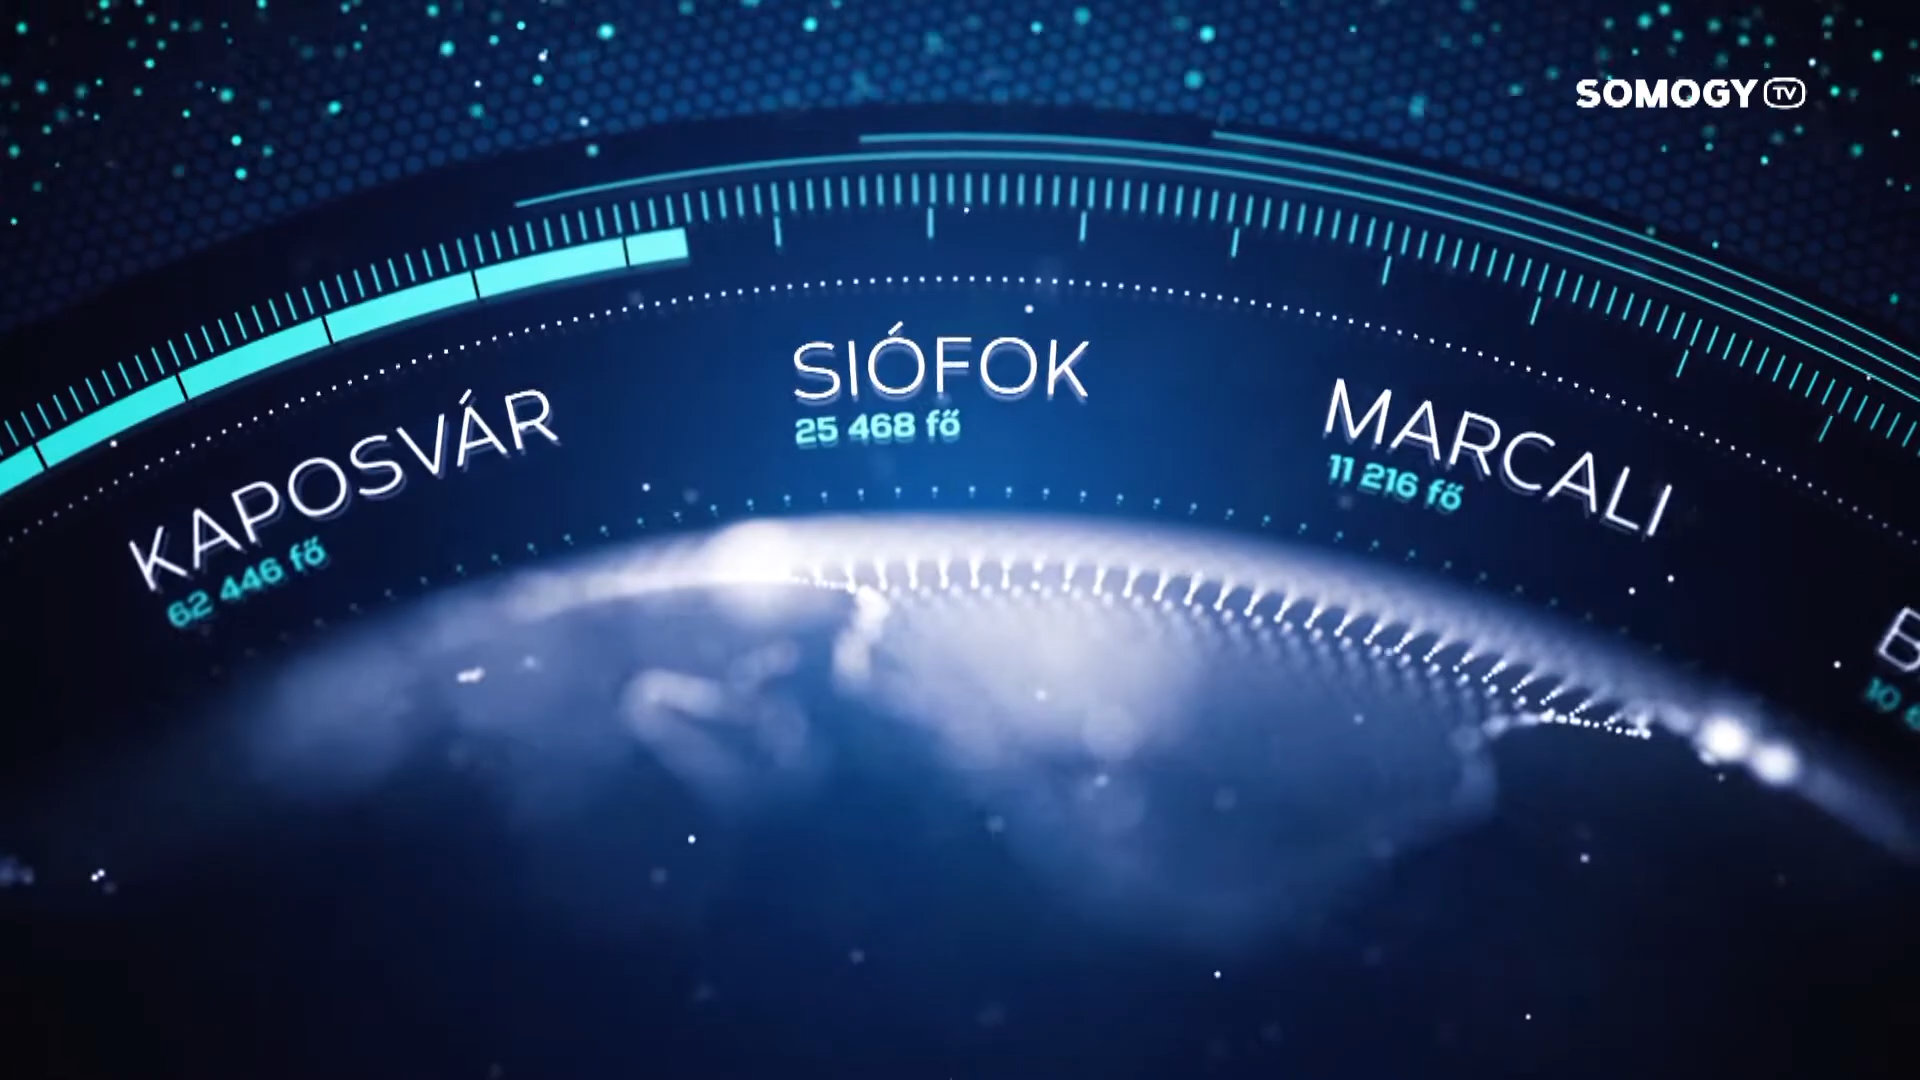 SOMOGY TV
KAPOSVÁR
62 446 fő
SIÓFOK
25 468 fő
MARCALI
11 216 fő